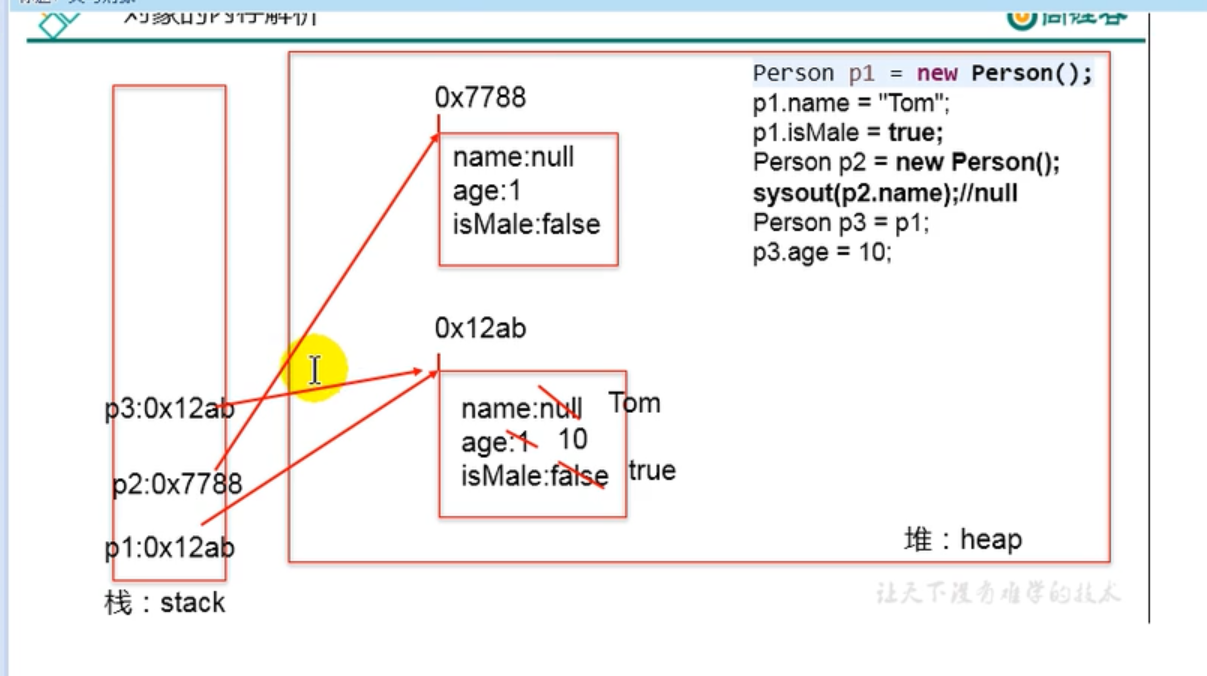 对象的内存解析
尚硅谷
Person p1 = new Person();
p1.name = "Tom";
p1.isMale = true;
Person p2 = new Person();
sysout(p2.name);//null
Person p3 = p1;
p3.age = 10;
0x7788
name:null
age:1
isMale:false
0x12ab
name:null Tom
age:1 10
isMale:false true
p3:0x12ab
p2:0x7788
p1:0x12ab
栈：stack
堆：heap
让天下没有难学的技术